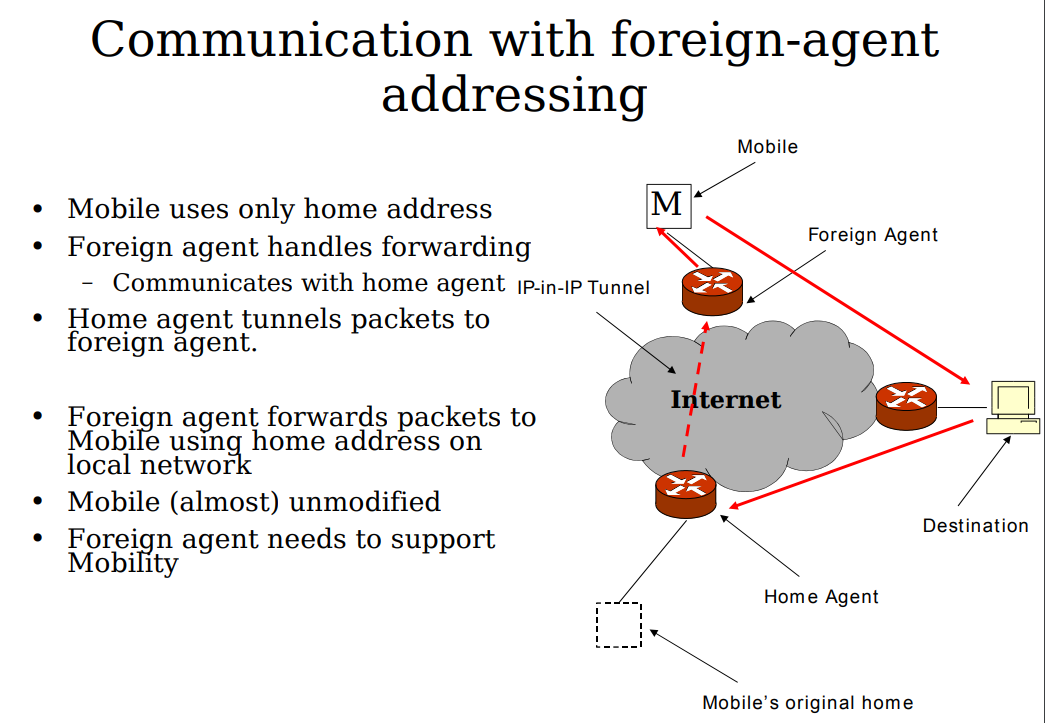 Communication with foreign-agent
addressing
• Mobile uses only home address
• Foreign agent handles forwarding
– Communicates with home agent
• Home agent tunnels packets to
foreign agent.
• Foreign agent forwards packets to
Mobile using home address on
local network
• Mobile (almost) unmodified
• Foreign agent needs to support
Mobility
Mobile
M
Foreign Agent
IP-in-IP Tunnel
Internet
Destination
Home Agent
Mobile’s original home